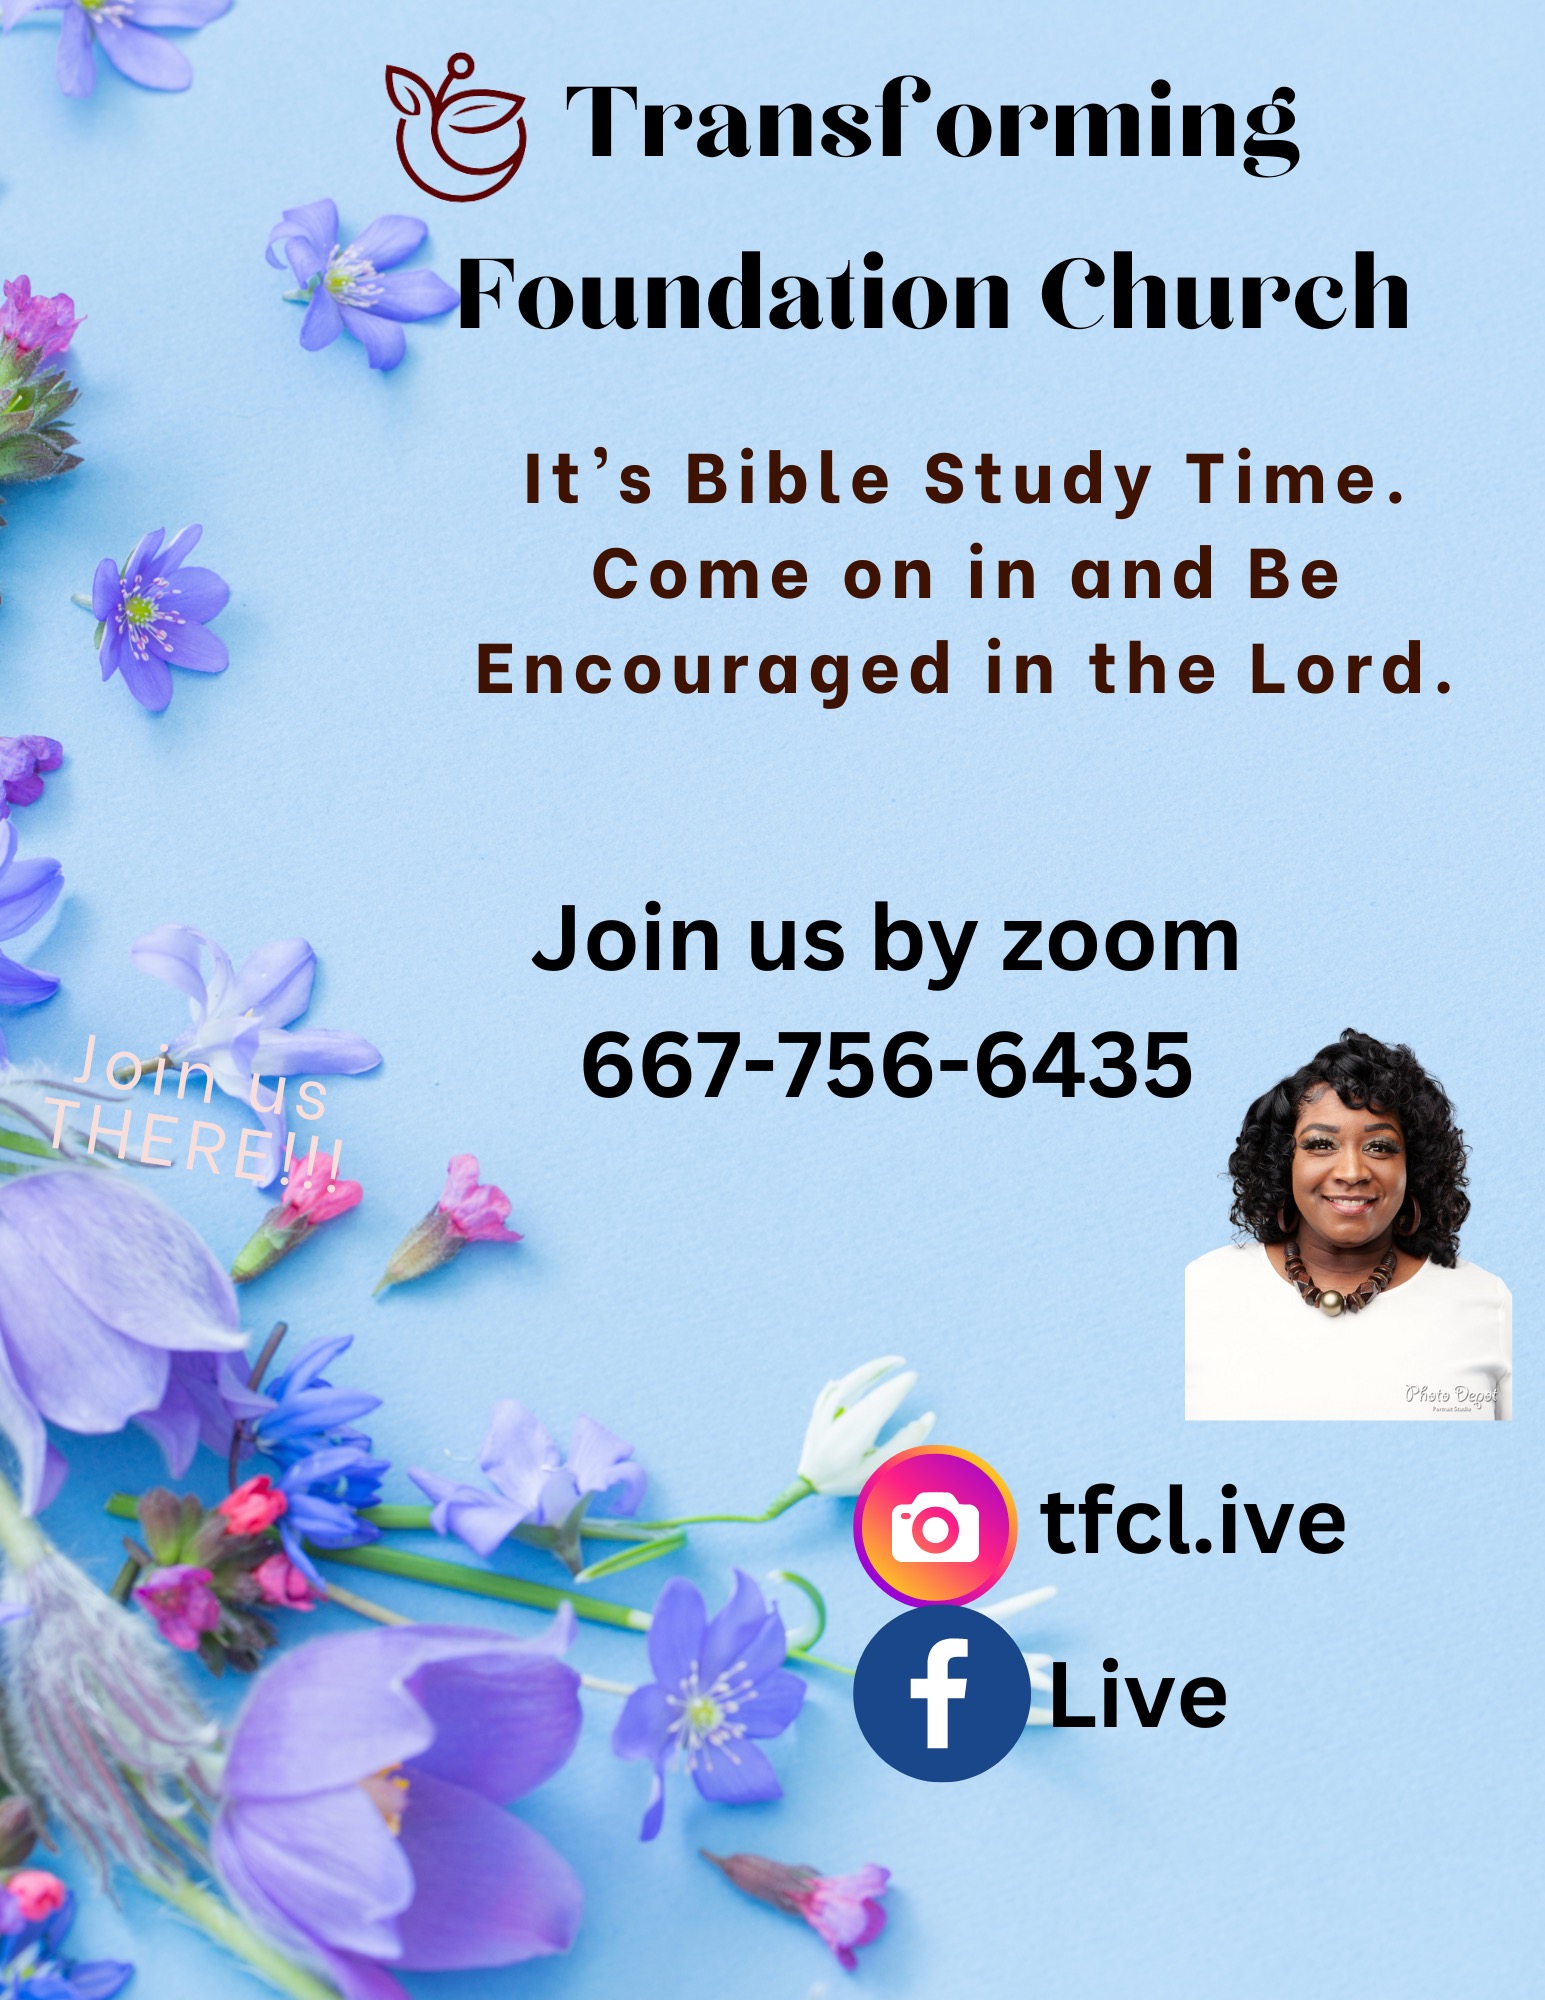 Transforming
Foundation Church
It's Bible Study Time.
Come on in and Be
Encouraged in the Lord.
Join us by zoom
667-756-6435
Join us
THERE!!!
Photo Depot
Portrait Studio
tfcl.ive
f Live